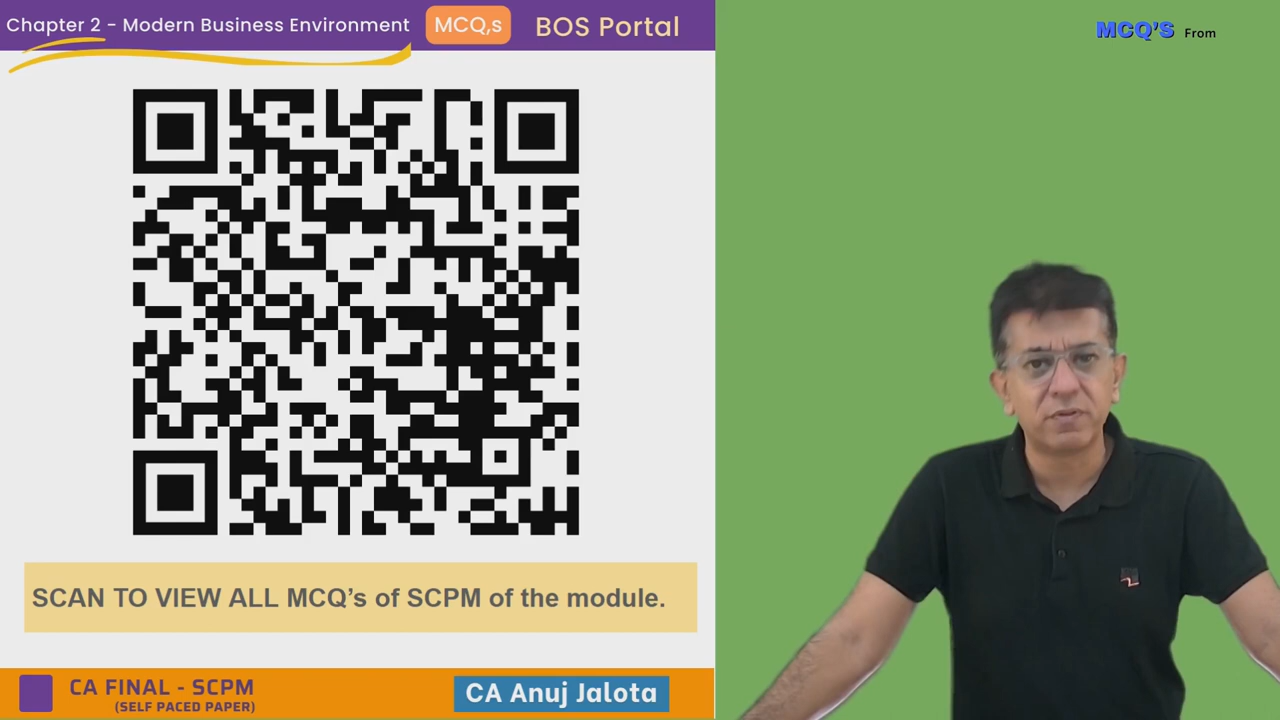 Chapter 2 - Modern Business Environment
MCQ,s
BOS Portal
MCQ'S From
SCAN TO VIEW ALL MCQ's of SCPM of the module.
CA FINAL - SCPM
(SELF PACED PAPER)
CA Anuj Jalota